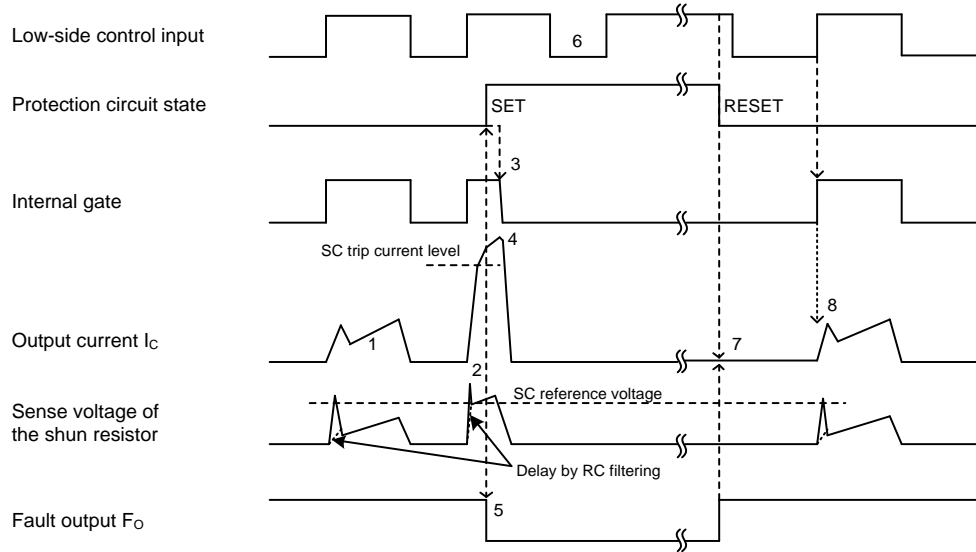 Low-side control input
6
Protection circuit state
SET
RESET
3
Internal gate
4
SC trip current level
8
Output current IC
1
7
2
SC reference voltage
Sense voltage of
the shun resistor
Delay by RC filtering
5
Fault output FO